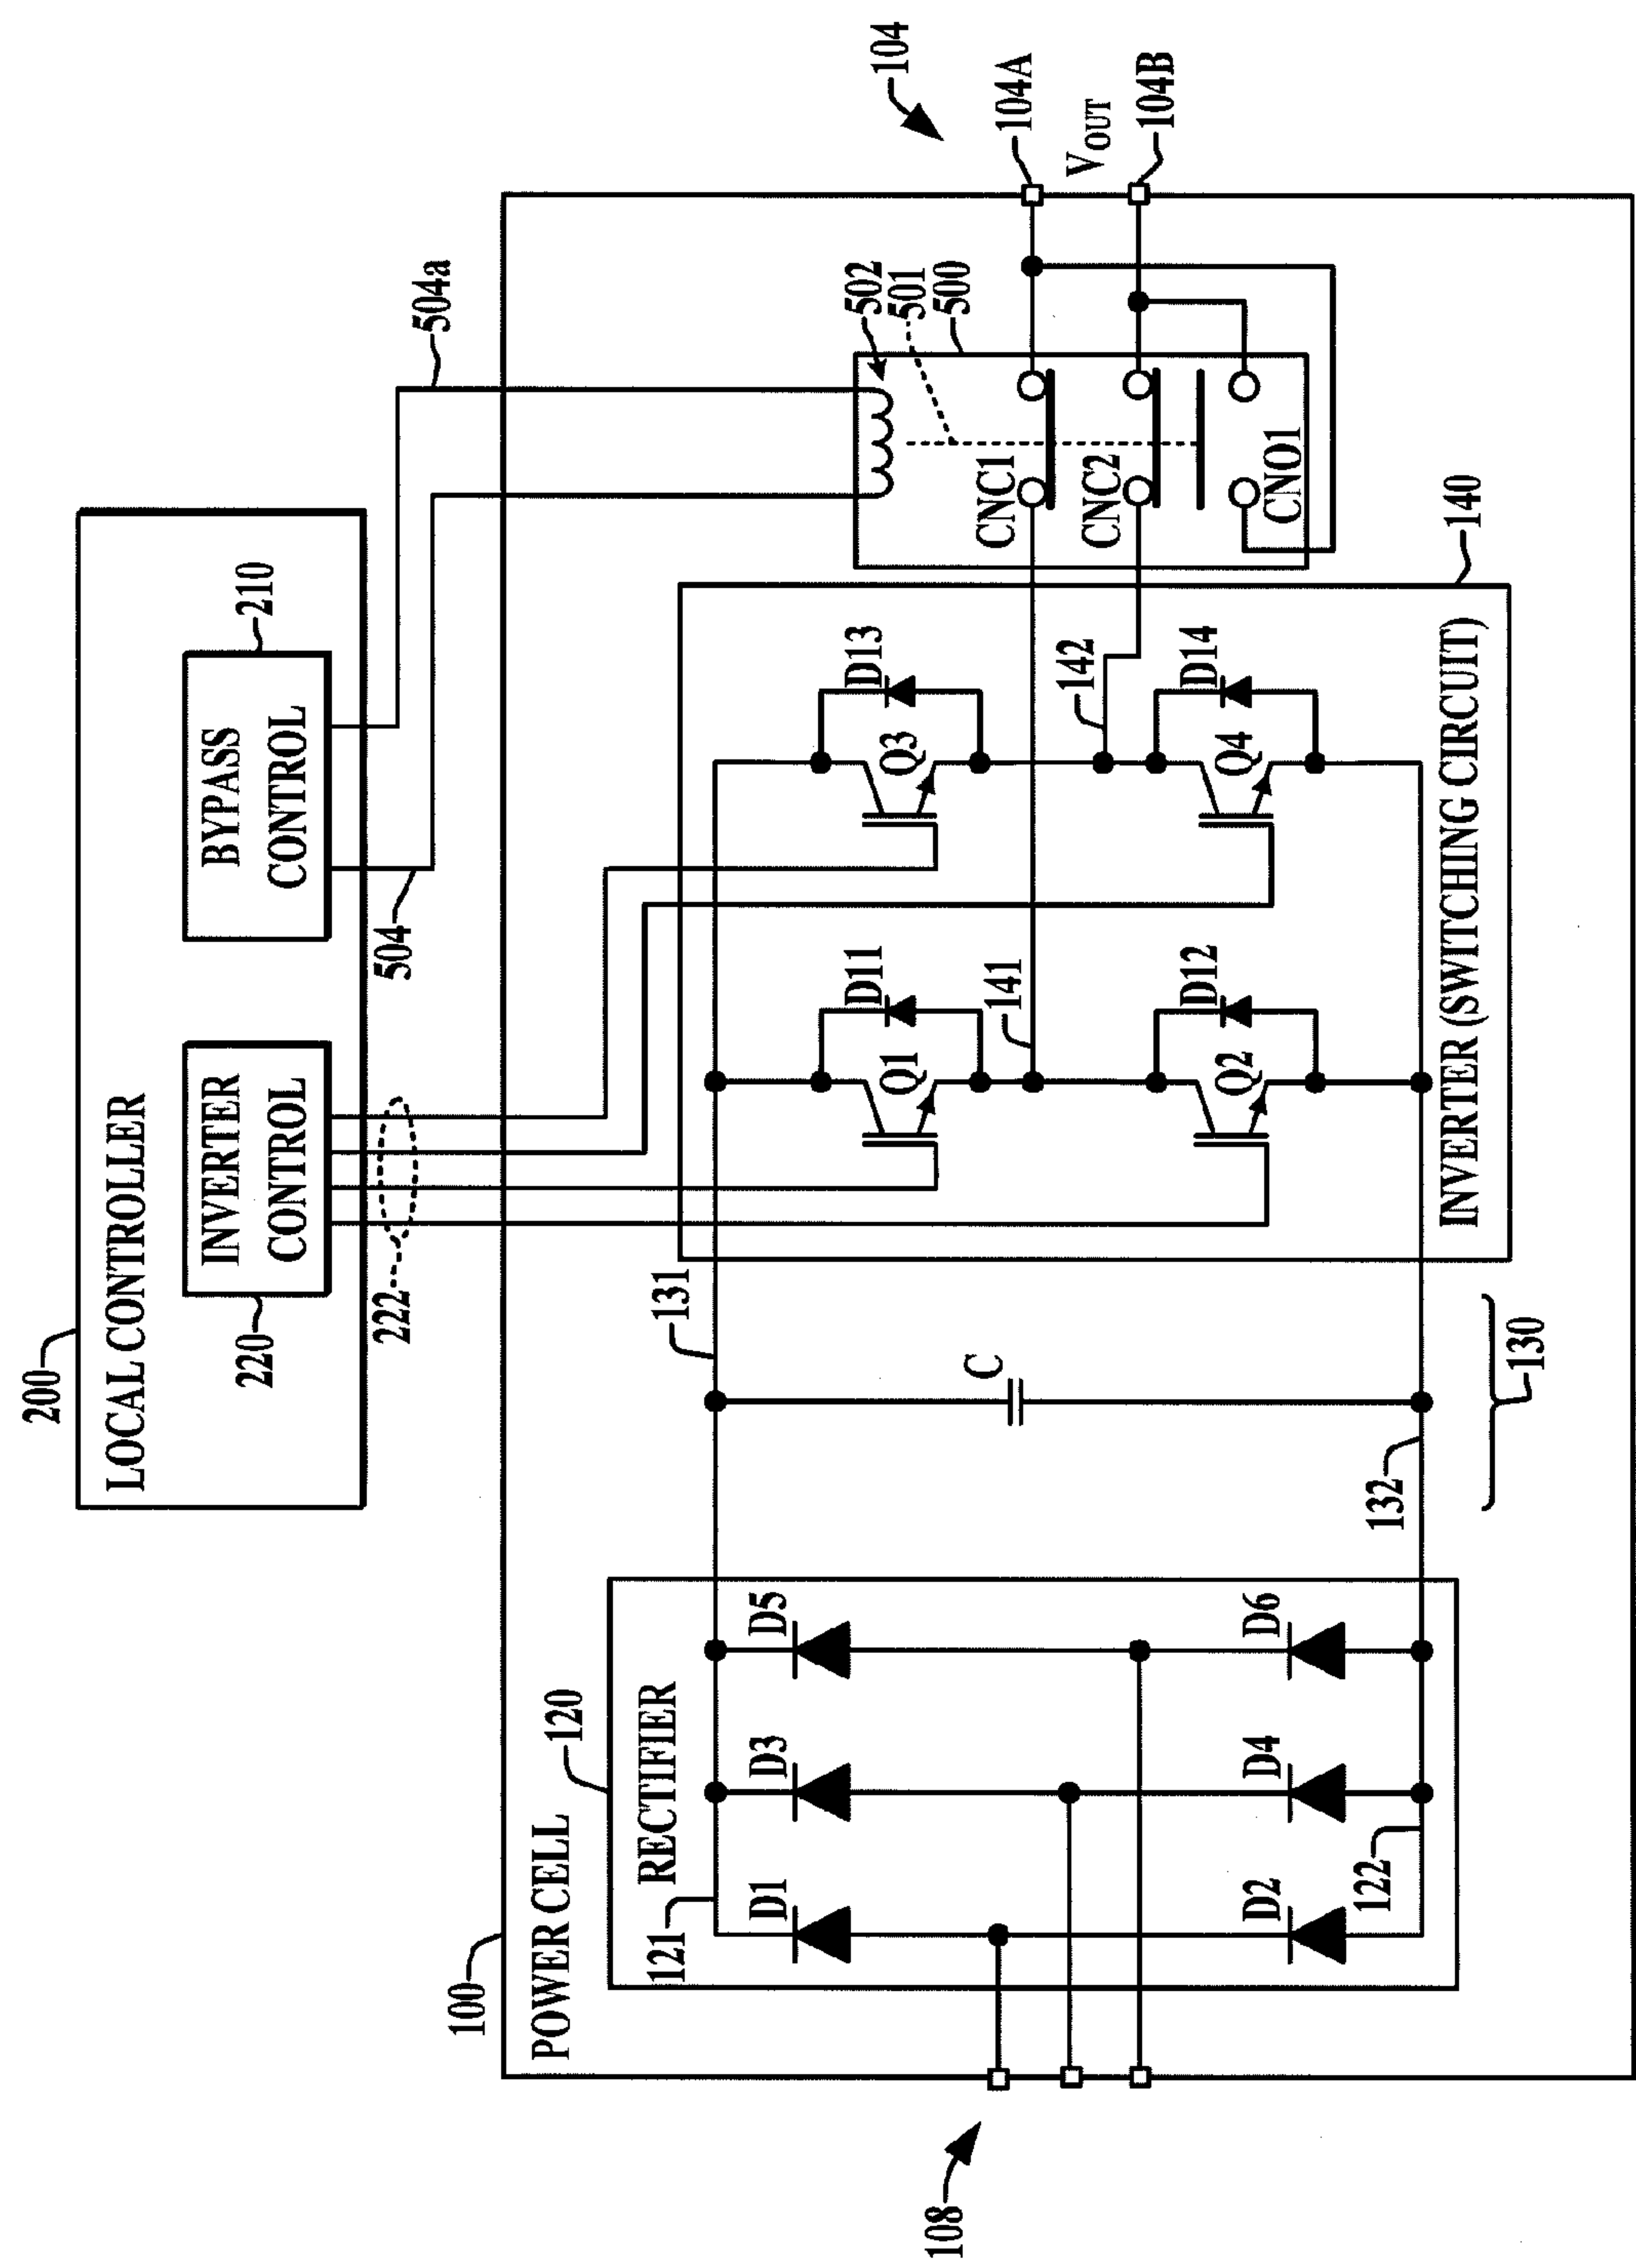 200
LOCAL CONTROLLER
INVERTER
CONTROL
220
BYPASS
CONTROL
210
222
504
504a
100
POWER CELL
120
RECTIFIER
121
D1
D3
D5
D2
D4
D6
122
108
131
C
132
130
Q1
D11
Q3
D13
141
142
Q2
D12
Q4
D14
INVERTER (SWITCHING CIRCUIT)
140
502
501
500
CNC1
CNC2
CNO1
104
104A
VOUT
104B